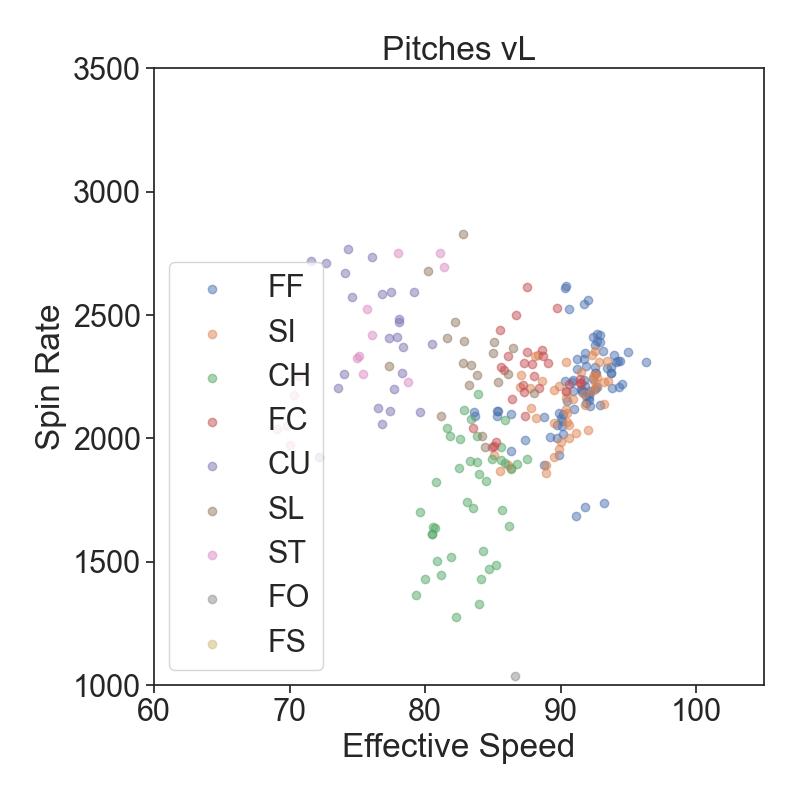 Pitches vL
3500
3000
2500
2000
1500
1000
Spin Rate
FF
SI
CH
FC
CU
SL
ST
FO
FS
60 70 80 90 100
Effective Speed